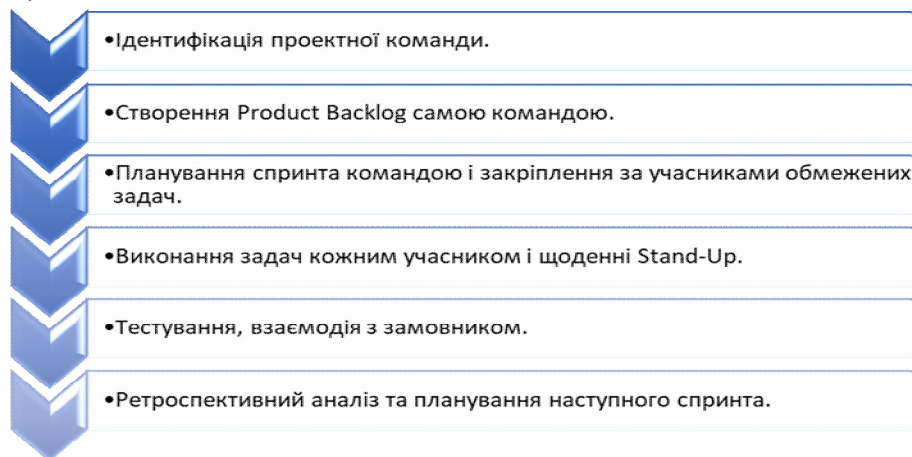 •Ідентифікація проектної команди.
•Створення Product Backlog самою командою.
•Планування спринта командою і закріплення за учасниками обмежених
задач.
•Виконання задач кожним учасником і щоденні Stand-Up.
•Тестування, взаємодія з замовником.
•Ретроспективний аналіз та планування наступного спринта.